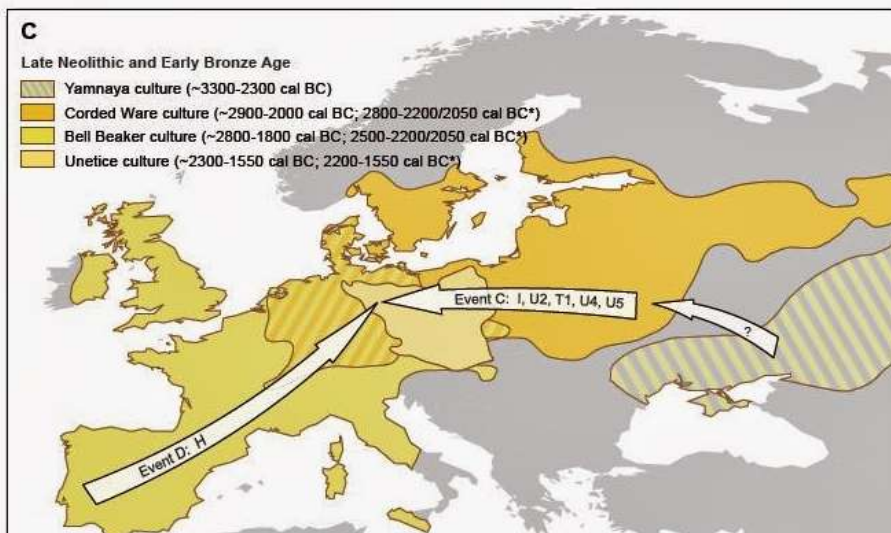 C
Late Neolithic and Early Bronze Age
Yamnaya culture (~3300-2300 cal BC)
Corded Ware culture (~2900-2000 cal BC; 2800-2200/2050 cal BC*)
Bell Beaker culture (~2800-1800 cal BC; 2500-2200/2050 cal BC*)
Unetice culture (~2300-1550 cal BC; 2200-1550 cal BC*)
Event C: I, U2, T1, U4, U5
?
Event D: H